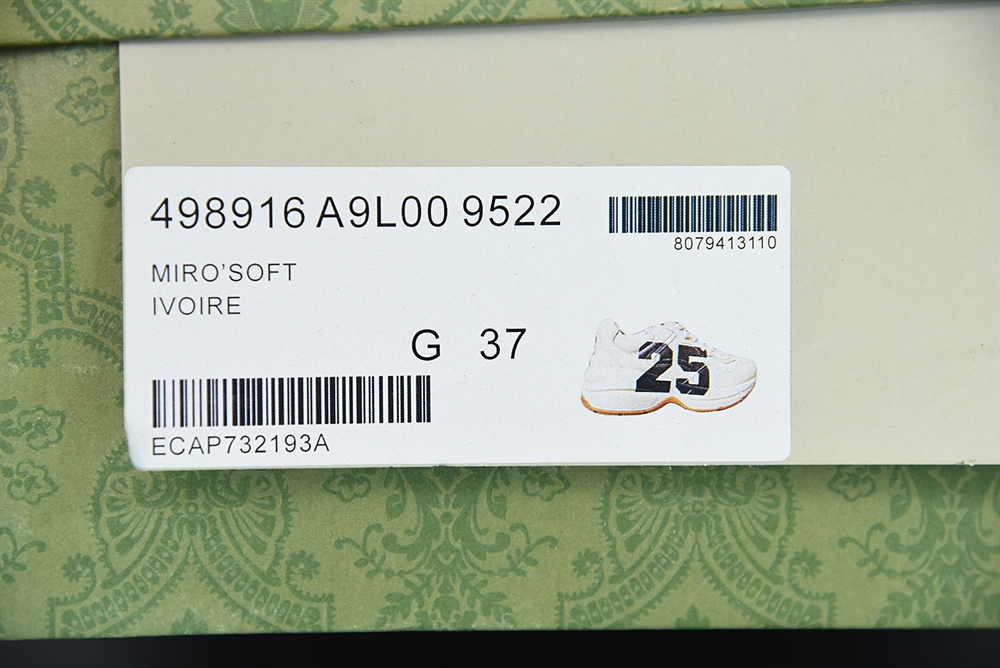 498916 A9L00 9522
8079413110
MIRO'SOFT
IVOIRE
G 37
25
ECAP732193A